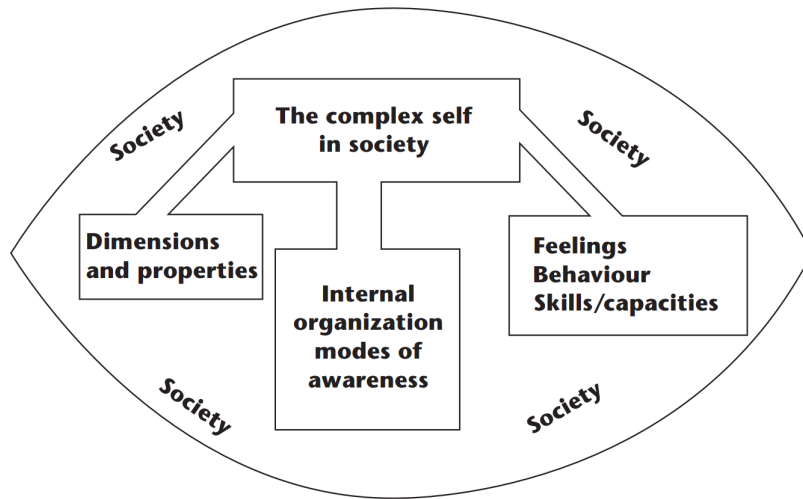 Society
Society
The complex self
in society
Dimensions
and properties
Feelings
Behaviour
Skills/capacities
Internal
organization
modes of
awareness
Society
Society